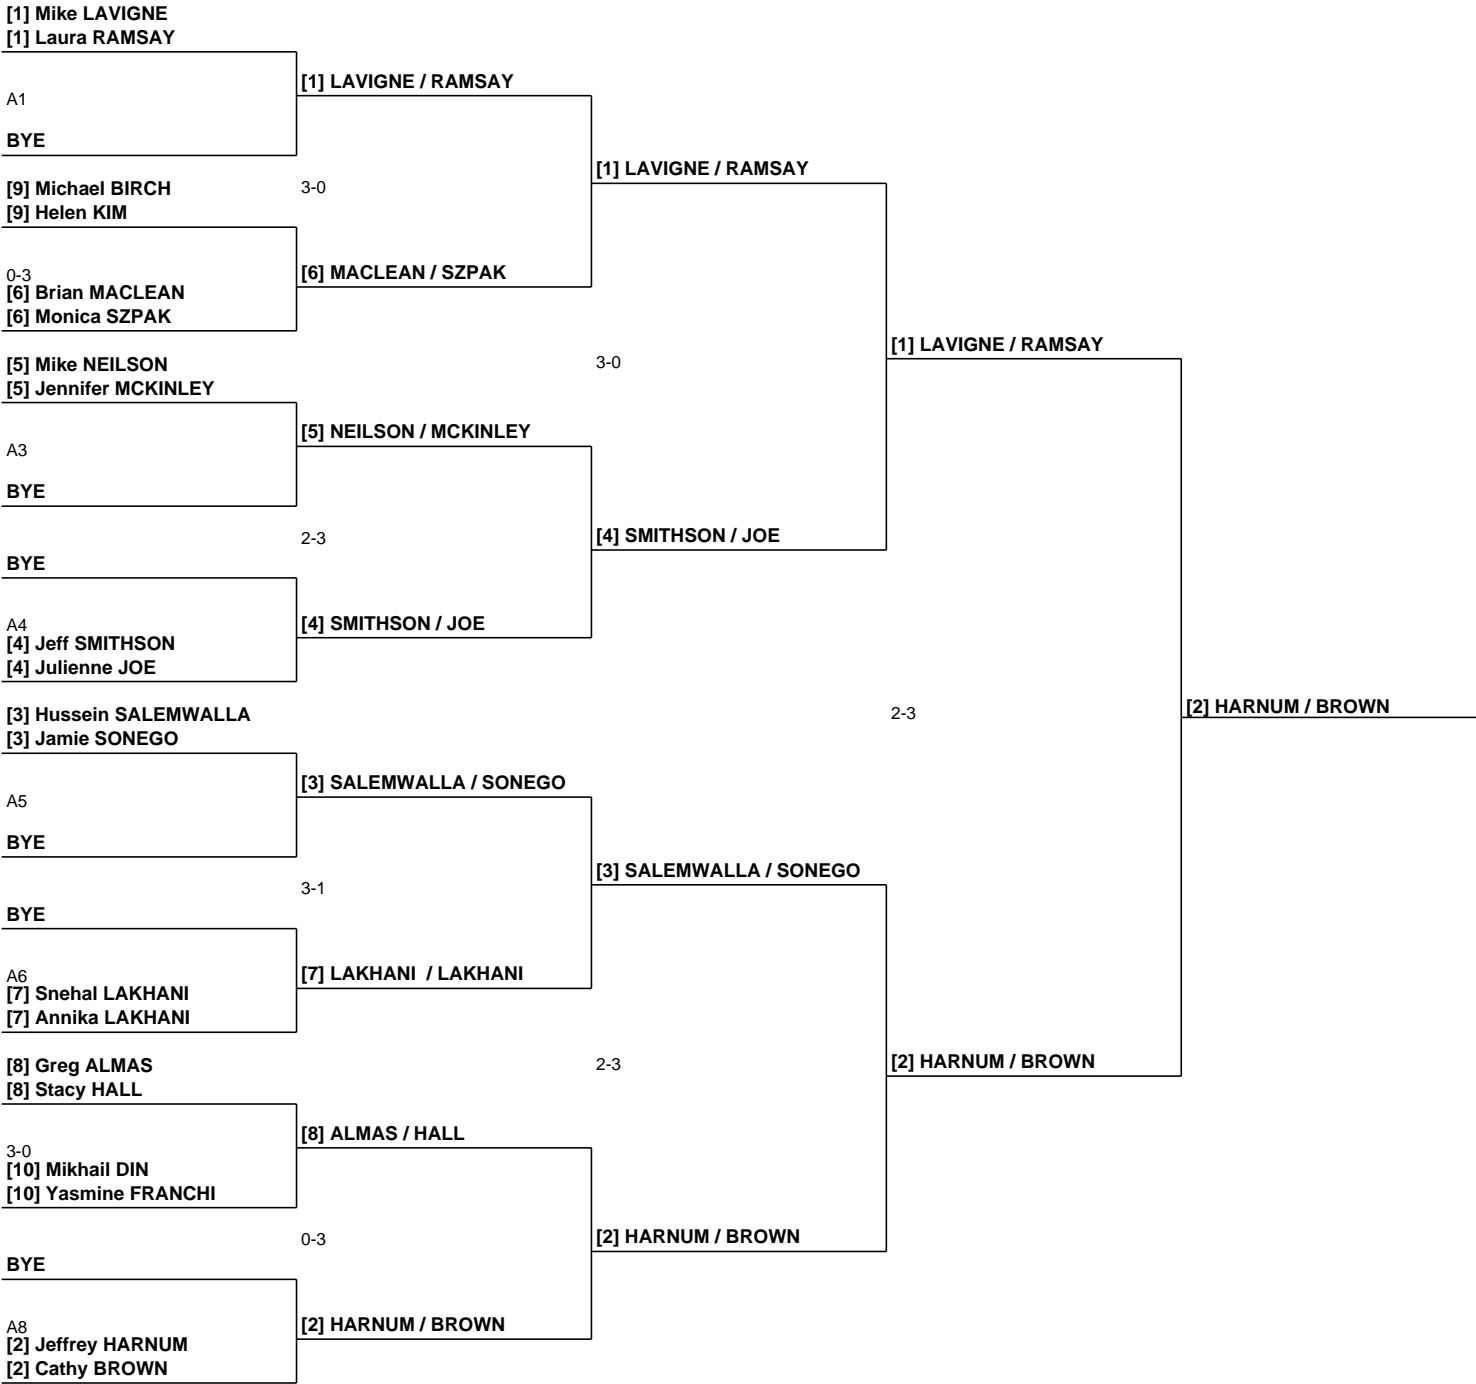 [1] Mike LAVIGNE
[1] Laura RAMSAY
[1] LAVIGNE / RAMSAY
A1
BYE
[1] LAVIGNE / RAMSAY
[9] Michael BIRCH
3-0
[9] Helen KIM
0-3
[6] MACLEAN / SZPAK
[6] Brian MACLEAN
[6] Monica SZPAK
[1] LAVIGNE / RAMSAY
[5] Mike NEILSON
3-0
[5] Jennifer MCKINLEY
[5] NEILSON / MCKINLEY
A3
BYE
2-3
[4] SMITHSON / JOE
BYE
A4
[4] SMITHSON / JOE
[4] Jeff SMITHSON
[4] Julienne JOE
[3] Hussein SALEMWALLA
2-3
[2] HARNUM / BROWN
[3] Jamie SONEGO
[3] SALEMWALLA / SONEGO
A5
BYE
[3] SALEMWALLA / SONEGO
3-1
BYE
A6
[7] LAKHANI / LAKHANI
[7] Snehal LAKHANI
[7] Annika LAKHANI
[8] Greg ALMAS
2-3
[2] HARNUM / BROWN
[8] Stacy HALL
[8] ALMAS / HALL
3-0
[10] Mikhail DIN
[10] Yasmine FRANCHI
0-3
[2] HARNUM / BROWN
BYE
A8
[2] HARNUM / BROWN
[2] Jeffrey HARNUM
[2] Cathy BROWN